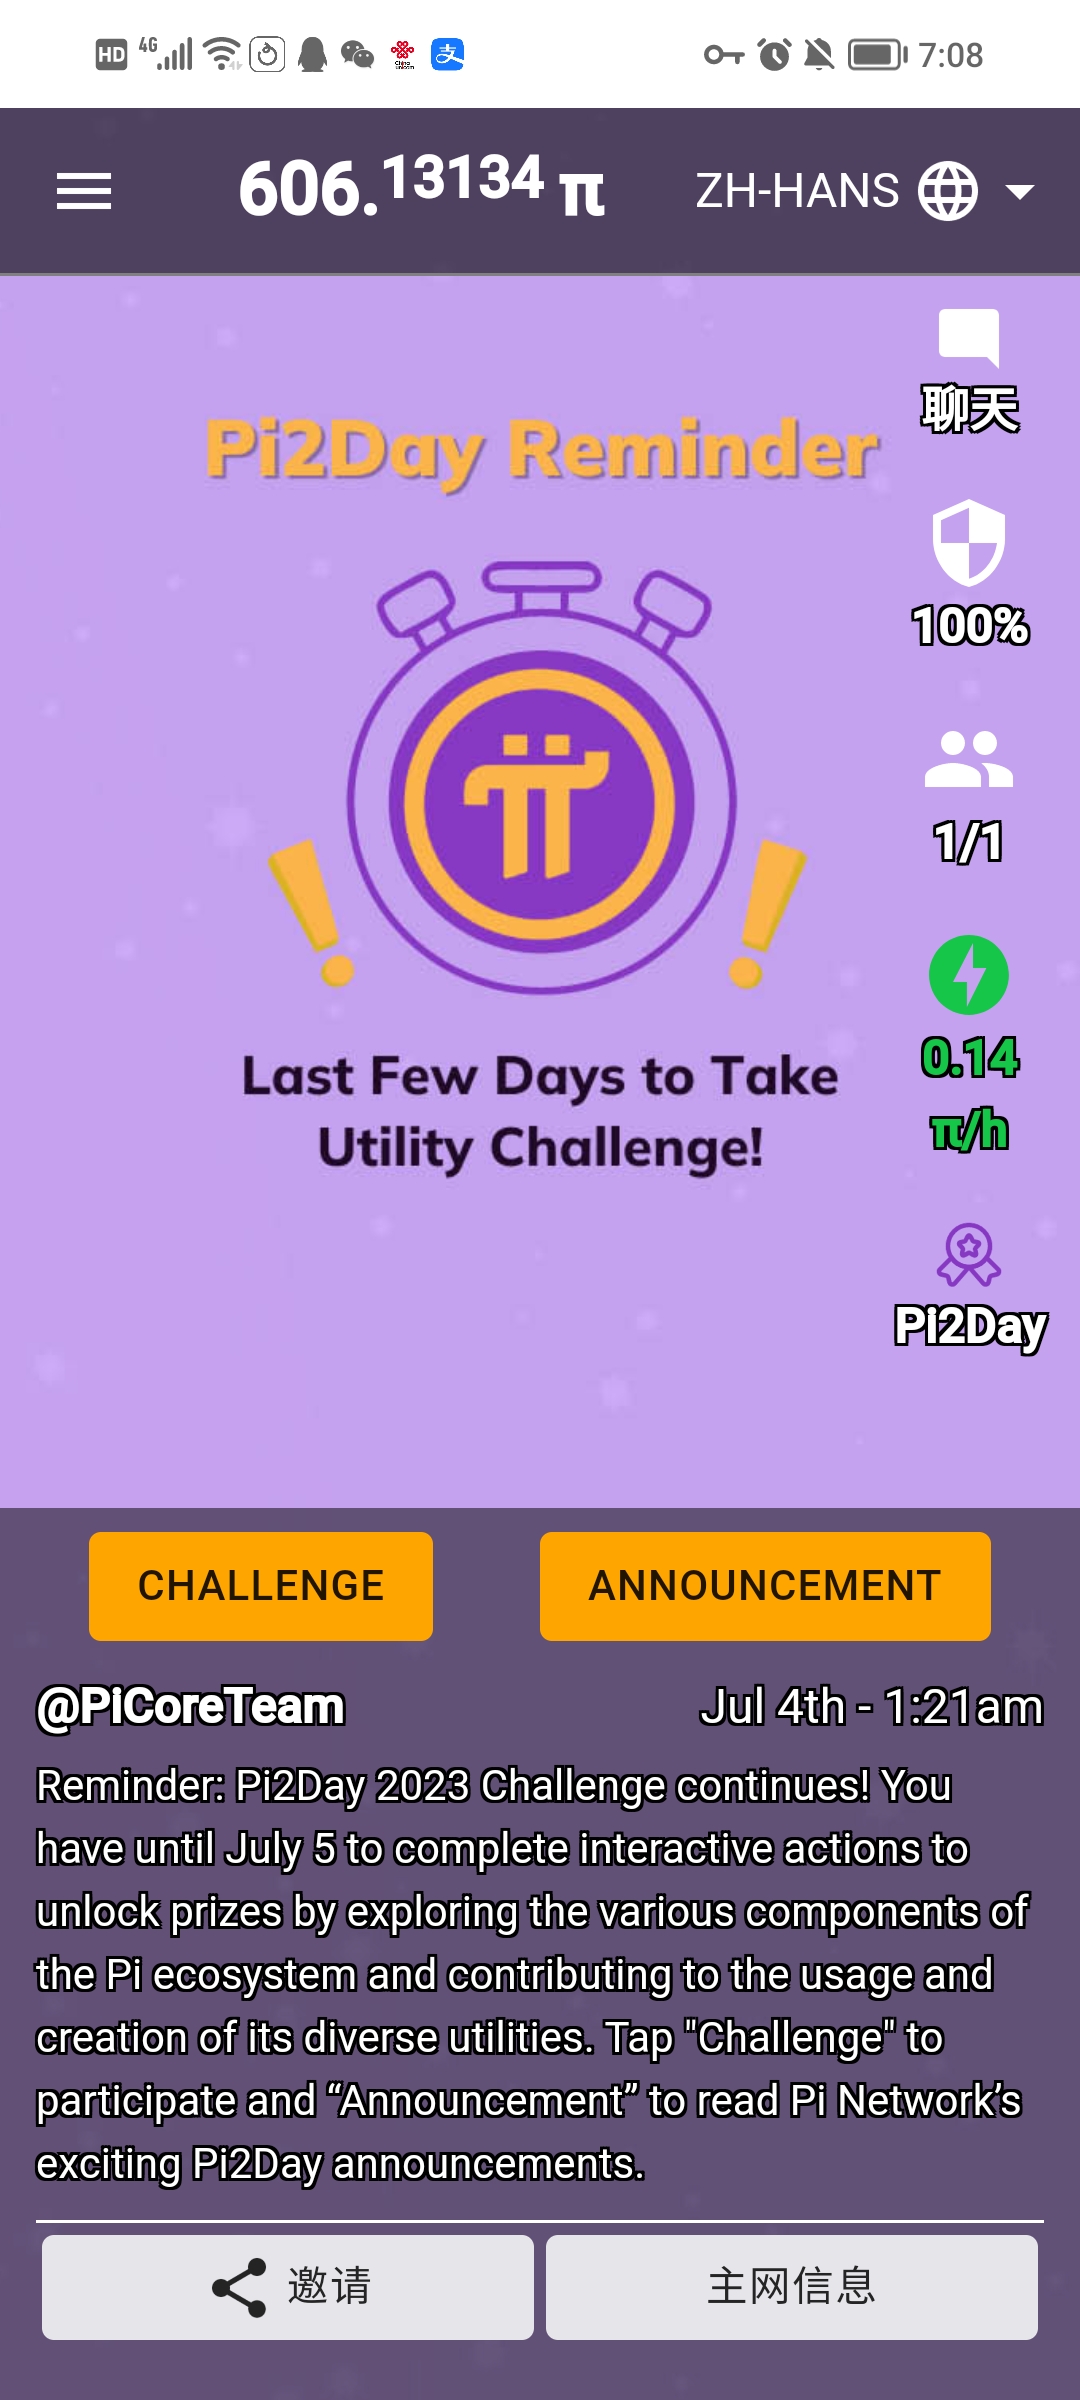 HD 4G 支 7:08
China unicom
606.13134 π ZH-HANS
聊天
Pi2Day Reminder
100%
1/1
0.14
π/h
Last Few Days to Take
Utility Challenge!
Pi2Day
CHALLENGE ANNOUNCEMENT
@PiCoreTeam Jul 4th - 1:21am
Reminder: Pi2Day 2023 Challenge continues! You
have until July 5 to complete interactive actions to
unlock prizes by exploring the various components of
the Pi ecosystem and contributing to the usage and
creation of its diverse utilities. Tap "Challenge" to
participate and “Announcement” to read Pi Network’s
exciting Pi2Day announcements.
邀请 主网信息